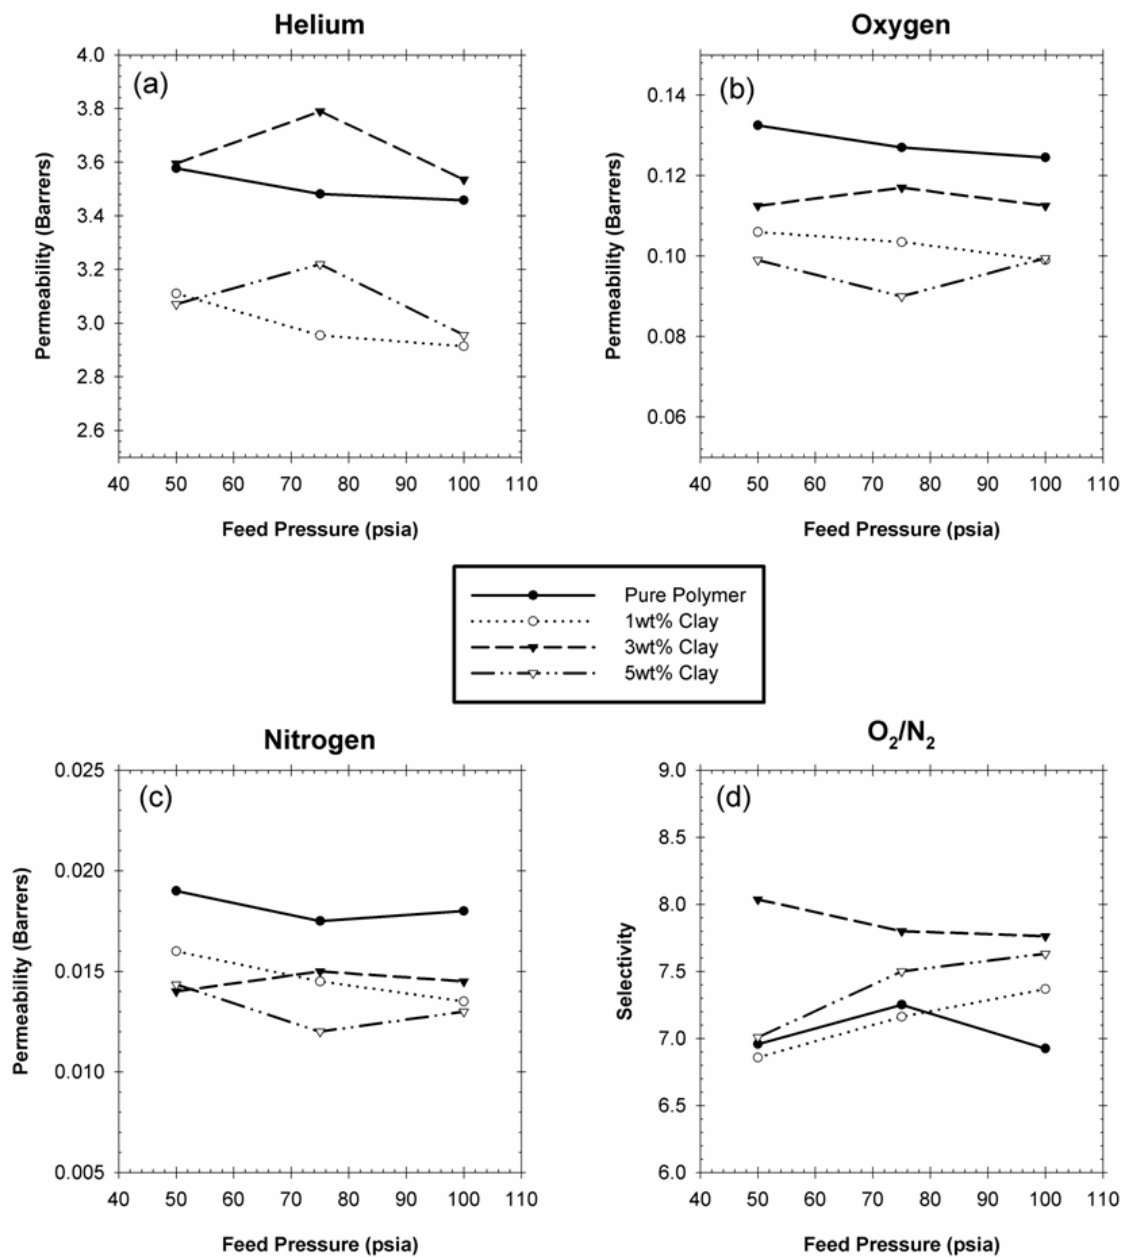 Helium
(a)
Permeability (Barrers)
4.0
3.8
3.6
3.4
3.2
3.0
2.8
2.6
40 50 60 70 80 90 100 110
Feed Pressure (psia)
Oxygen
(b)
Permeability (Barrers)
0.14
0.12
0.10
0.08
0.06
40 50 60 70 80 90 100 110
Feed Pressure (psia)
Pure Polymer
1wt% Clay
3wt% Clay
5wt% Clay
Nitrogen
(c)
Permeability (Barrers)
0.025
0.020
0.015
0.010
0.005
40 50 60 70 80 90 100 110
Feed Pressure (psia)
O₂/N₂
(d)
Selectivity
9.0
8.5
8.0
7.5
7.0
6.5
6.0
40 50 60 70 80 90 100 110
Feed Pressure (psia)